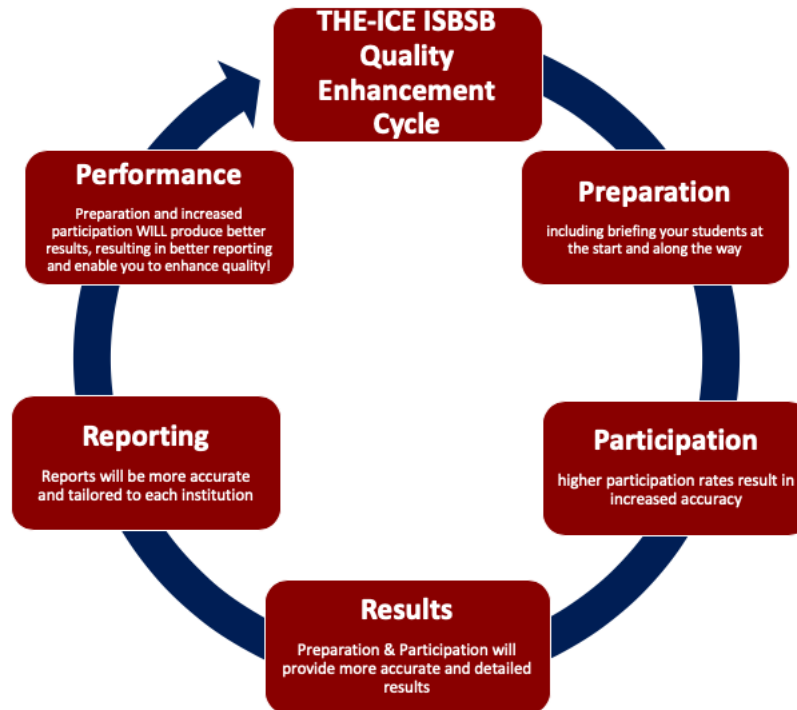 THE-ICE ISBSB
Quality
Enhancement
Cycle
Preparation
including briefing your students at
the start and along the way
Participation
higher participation rates result in
increased accuracy
Results
Preparation & Participation will
provide more accurate and detailed
results
Reporting
Reports will be more accurate
and tailored to each institution
Performance
Preparation and increased
participation WILL produce better
results, resulting in better reporting
and enable you to enhance quality!